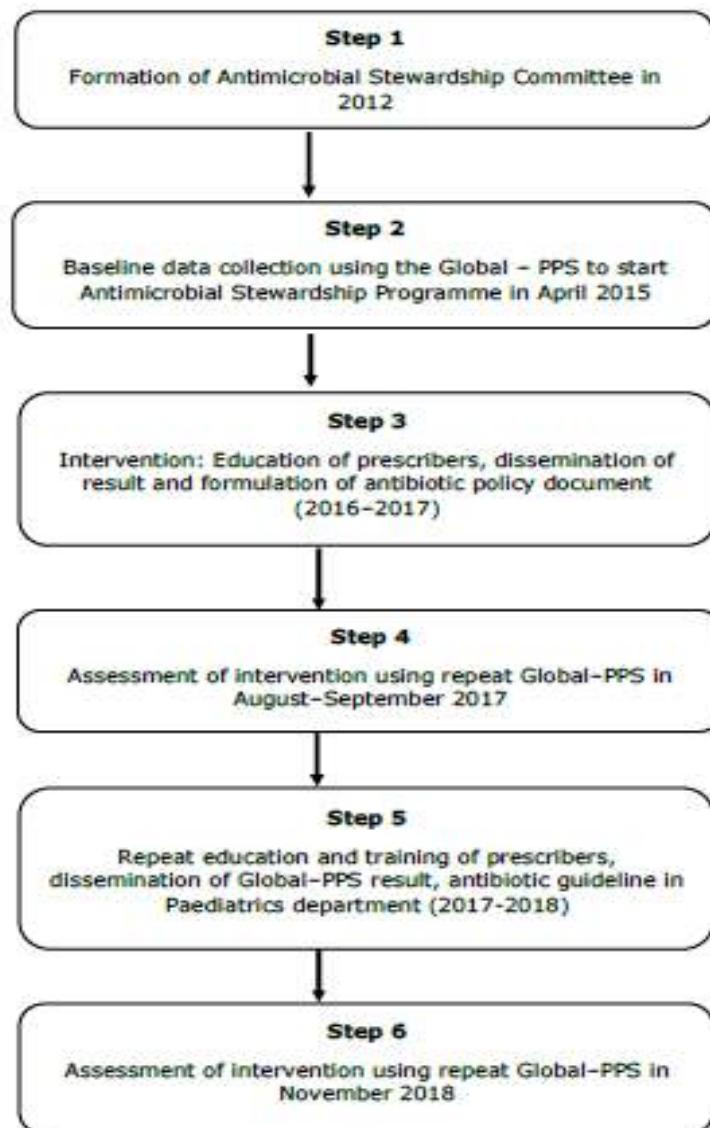 Step 1
Formation of Antimicrobial Stewardship Committee in
2012
Step 2
Baseline data collection using the Global – PPS to start
Antimicrobial Stewardship Programme in April 2015
Step 3
Intervention: Education of prescribers, dissemination of
result and formulation of antibiotic policy document
(2016–2017)
Step 4
Assessment of intervention using repeat Global–PPS in
August–September 2017
Step 5
Repeat education and training of prescribers,
dissemination of Global–PPS result, antibiotic guideline in
Paediatrics department (2017-2018)
Step 6
Assessment of intervention using repeat Global–PPS in
November 2018